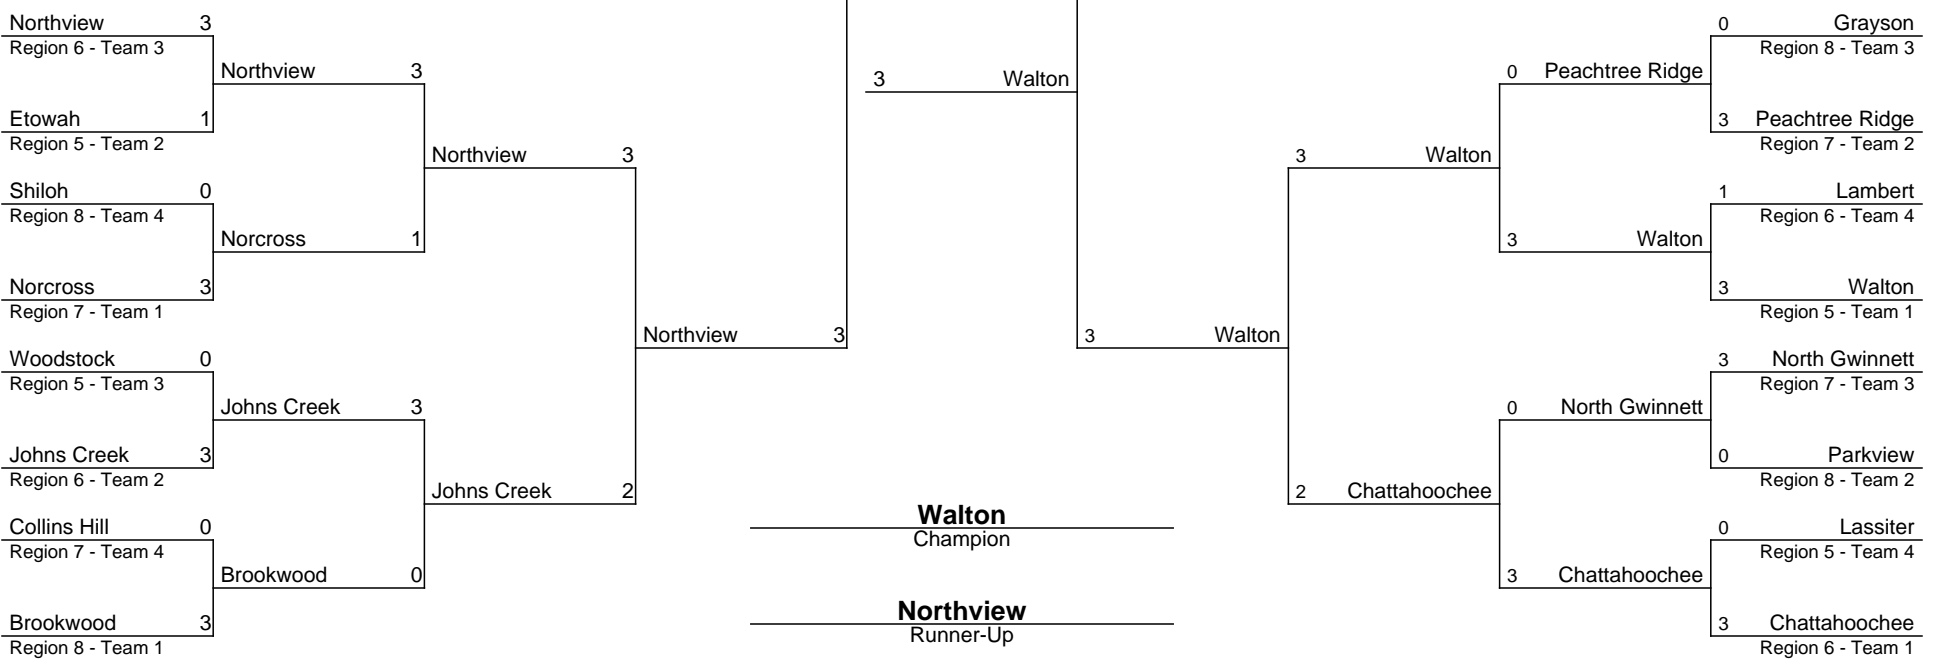 Northview 3
Region 6 - Team 3
Etowah 1
Region 5 - Team 2
Shiloh 0
Region 8 - Team 4
Norcross 3
Region 7 - Team 1
Woodstock 0
Region 5 - Team 3
Johns Creek 3
Region 6 - Team 2
Collins Hill 0
Region 7 - Team 4
Brookwood 3
Region 8 - Team 1
Northview 3
Norcross 1
Johns Creek 3
Brookwood 0
Northview 3
Johns Creek 2
Northview 3
3 Walton
Walton
Champion
Northview
Runner-Up
3 Walton
3 Walton
2 Chattahoochee
0 Peachtree Ridge
3 Walton
0 North Gwinnett
3 Chattahoochee
0 Grayson
Region 8 - Team 3
3 Peachtree Ridge
Region 7 - Team 2
1 Lambert
Region 6 - Team 4
3 Walton
Region 5 - Team 1
3 North Gwinnett
Region 7 - Team 3
0 Parkview
Region 8 - Team 2
0 Lassiter
Region 5 - Team 4
3 Chattahoochee
Region 6 - Team 1